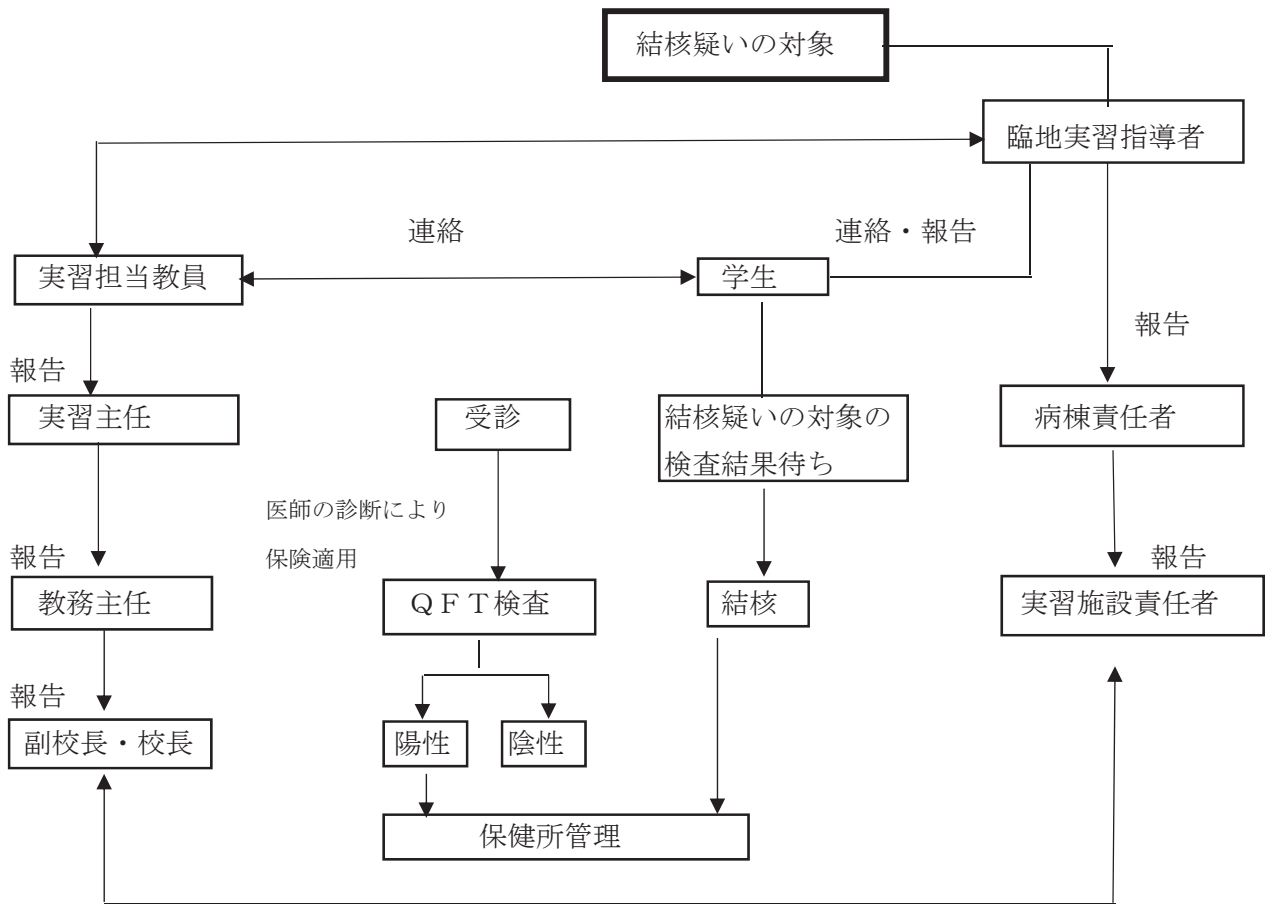 結核疑いの対象
臨地実習指導者
連絡
連絡・報告
実習担当教員
学生
報告
報告
実習主任
受診
結核疑いの対象の
検査結果待ち
病棟責任者
医師の診断により
保険適用
報告
報告
教務主任
ＱＦＴ検査
結核
実習施設責任者
報告
副校長・校長
陽性
陰性
保健所管理